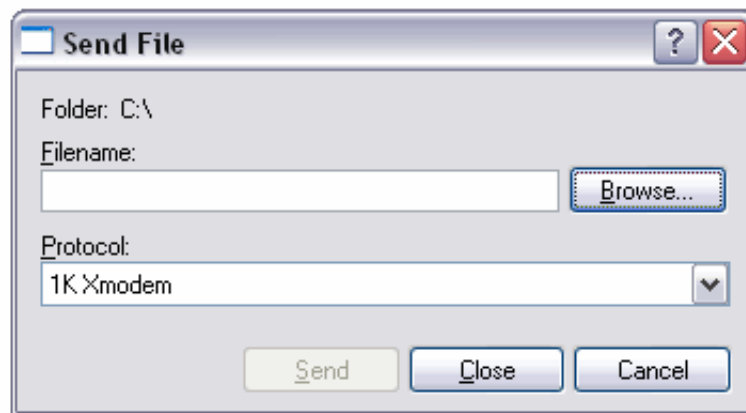 Send File
?
Folder: C:\
Filename:
Browse...
Protocol:
1K Xmodem
Send Close Cancel